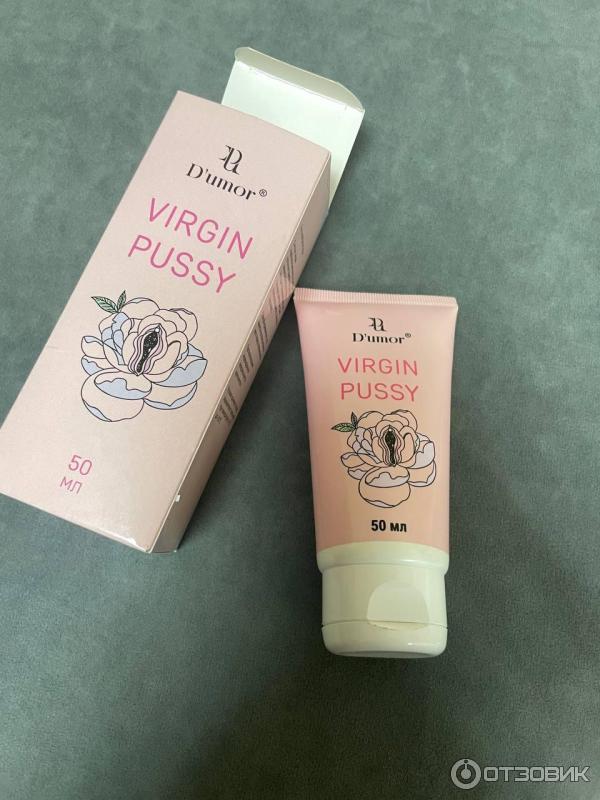 D'umor®
VIRGIN
PUSSY
50
МЛ
D'umor®
VIRGIN
PUSSY
50 мл
ОТЗОВИК